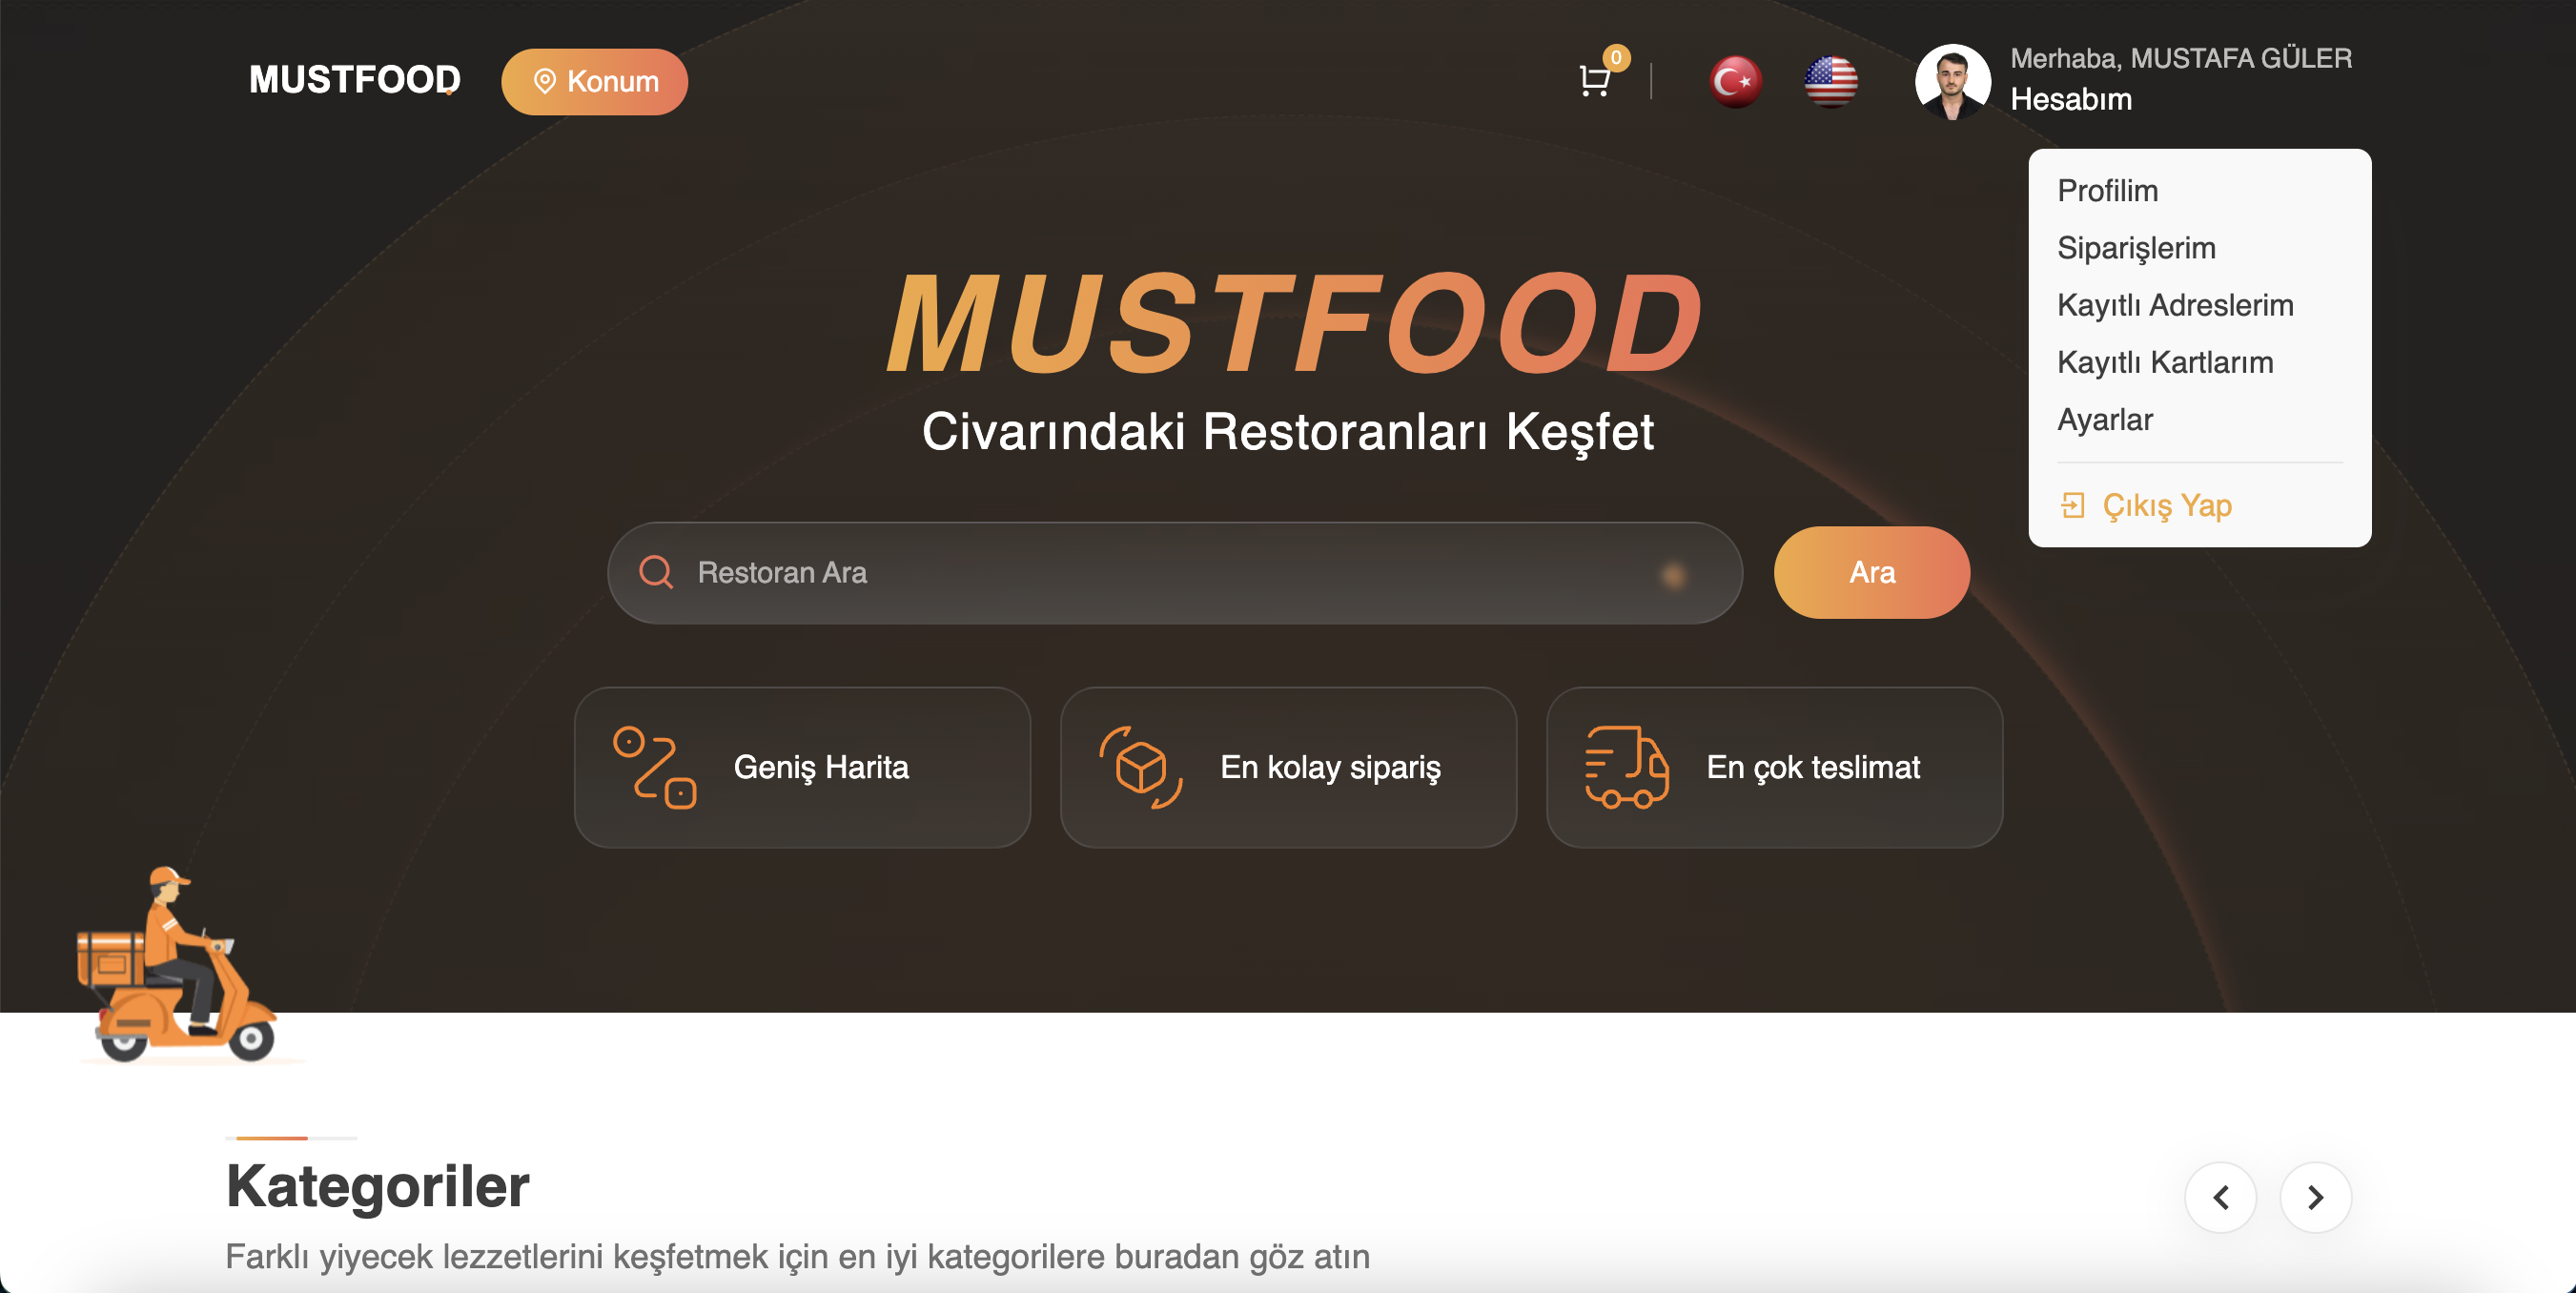 MUSTFOOD
Konum
0
Merhaba, MUSTAFA GÜLER
Hesabım
Profilim
Siparişlerim
Kayıtlı Adreslerim
Kayıtlı Kartlarım
Ayarlar
Çıkış Yap
MUSTFOOD
Civarındaki Restoranları Keşfet
Restoran Ara
Ara
Geniş Harita
En kolay sipariş
En çok teslimat
Kategoriler
Farklı yiyecek lezzetlerini keşfetmek için en iyi kategorilere buradan göz atın